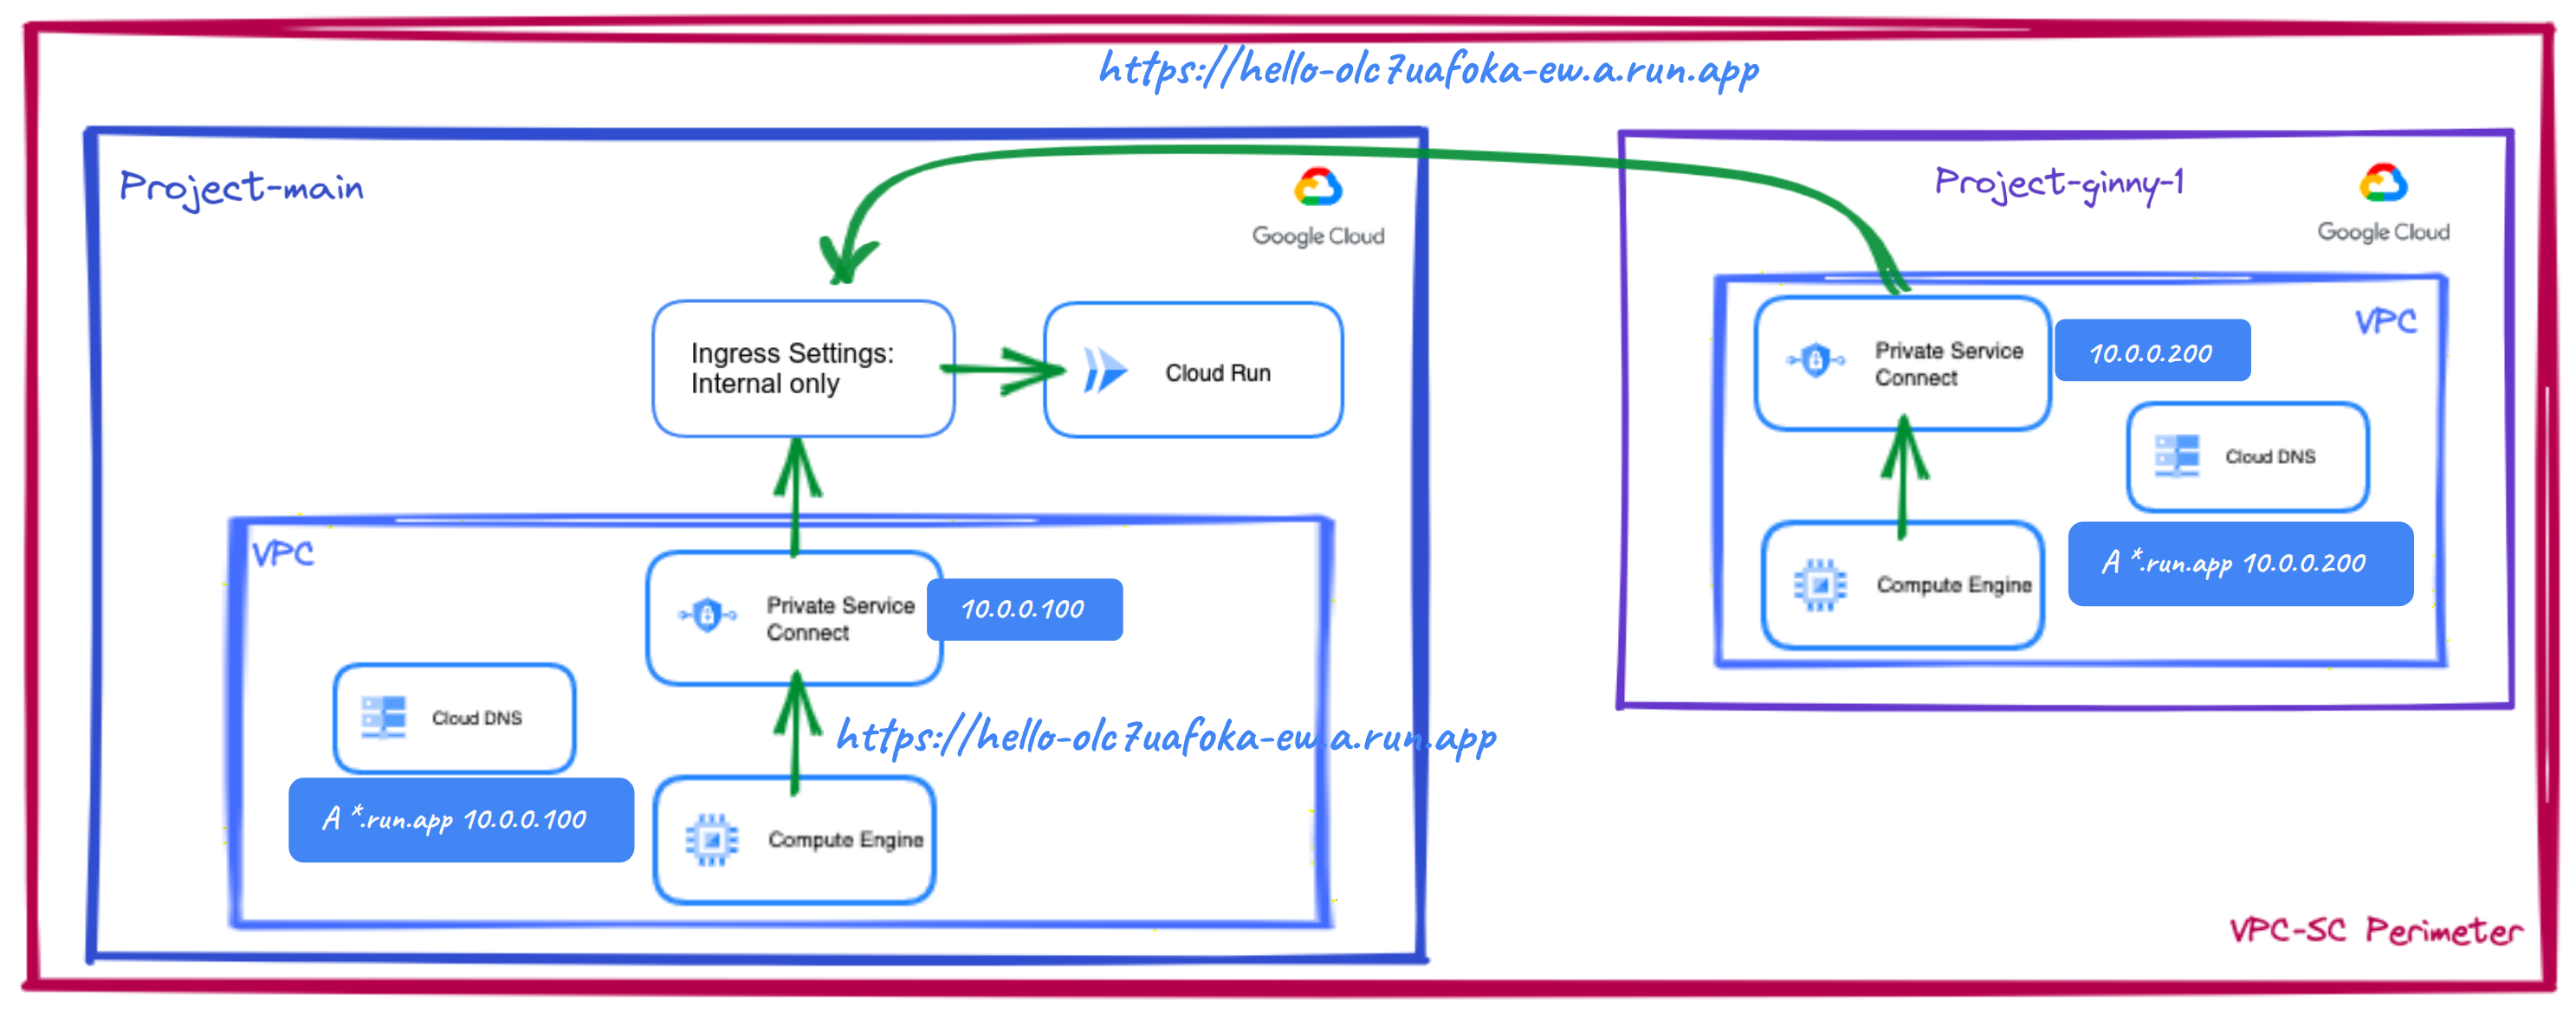 https://hello-olc7uafoka-ew.a.run.app
Project-main
Google Cloud
Ingress Settings:
Internal only
Cloud Run
VPC
Private Service
Connect
10.0.0.100
Cloud DNS
A *.run.app 10.0.0.100
https://hello-olc7uafoka-ew.a.run.app
Compute Engine
Project-ginny-1
Google Cloud
VPC
Private Service
Connect
10.0.0.200
Cloud DNS
A *.run.app 10.0.0.200
Compute Engine
VPC-SC Perimeter